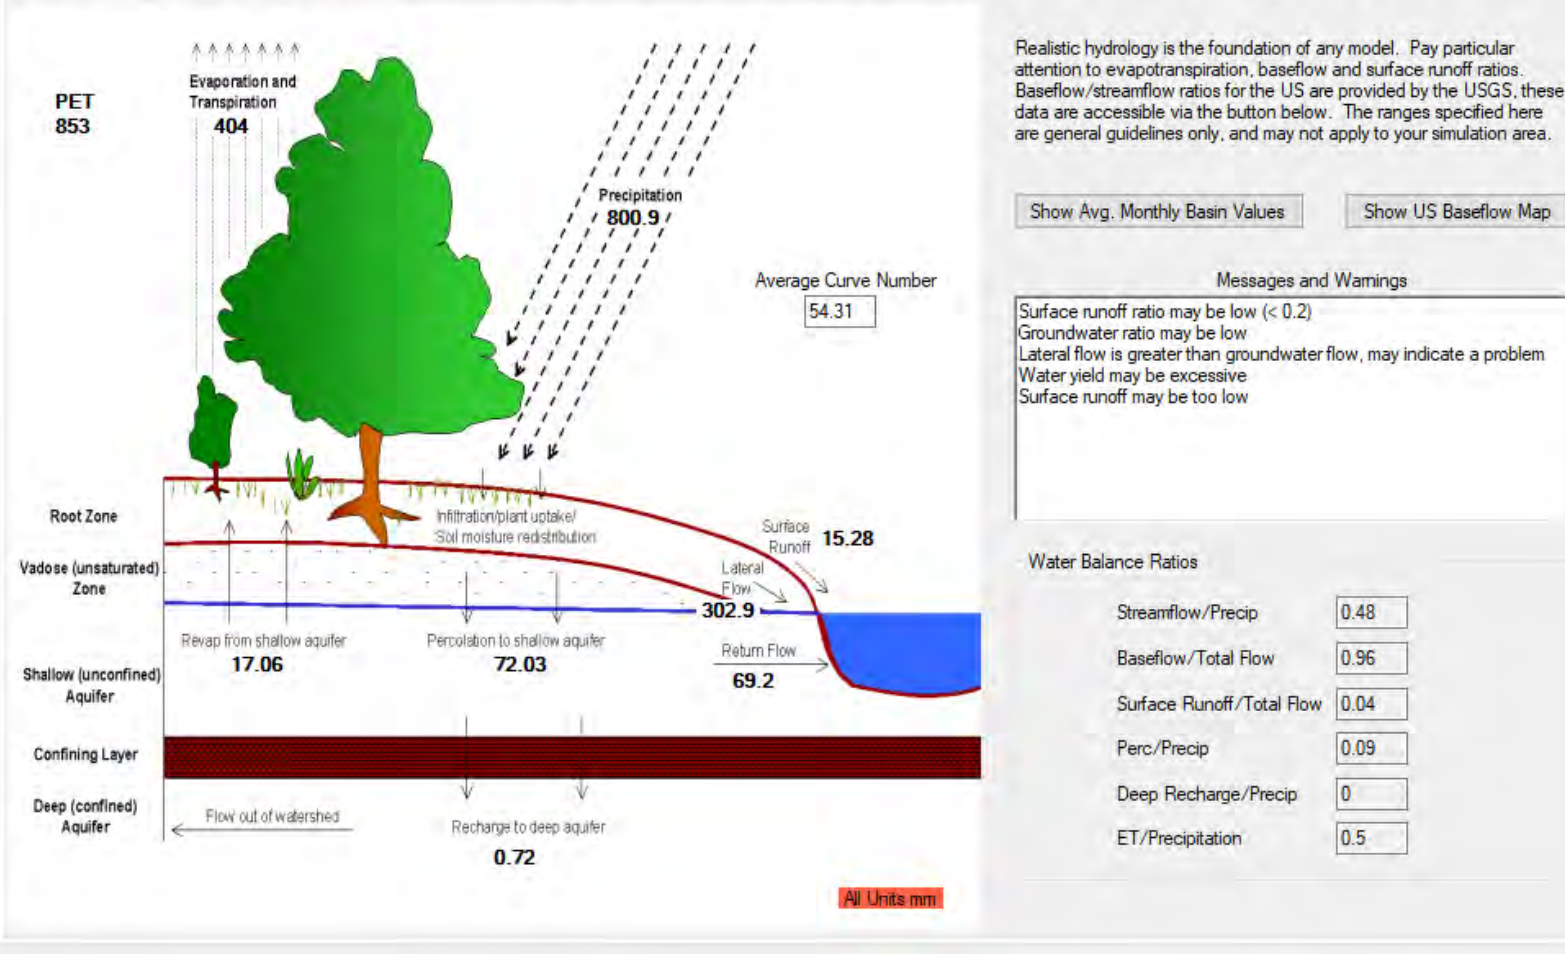 PET
853
Evaporation and
Transpiration
404
Precipitation
800.9
Average Curve Number
54.31
Root Zone
Vadose (unsaturated)
Zone
Shallow (unconfined)
Aquifer
Confining Layer
Deep (confined)
Aquifer
Infiltration/plant uptake/
Soil moisture redistribution
Surface
Runoff
15.28
Lateral
Flow
302.9
Revap from shallow aquifer
17.06
Percolation to shallow aquifer
72.03
Return Flow
69.2
Flow out of watershed
Recharge to deep aquifer
0.72
All Units mm
Realistic hydrology is the foundation of any model. Pay particular
attention to evapotranspiration, baseflow and surface runoff ratios.
Baseflow/streamflow ratios for the US are provided by the USGS, these
data are accessible via the button below. The ranges specified here
are general guidelines only, and may not apply to your simulation area.
Show Avg. Monthly Basin Values
Show US Baseflow Map
Messages and Warnings
Surface runoff ratio may be low (< 0.2)
Groundwater ratio may be low
Lateral flow is greater than groundwater flow, may indicate a problem
Water yield may be excessive
Surface runoff may be too low
Water Balance Ratios
Streamflow/Precip 0.48
Baseflow/Total Flow 0.96
Surface Runoff/Total Flow 0.04
Perc/Precip 0.09
Deep Recharge/Precip 0
ET/Precipitation 0.5